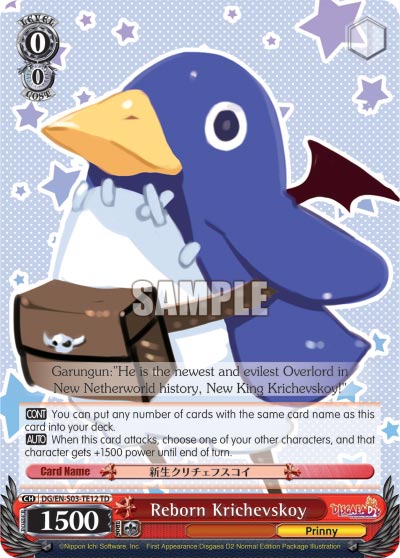 LEVEL
0
0
COST
SAMPLE
Garungun:"He is the newest and evilest Overlord in
New Netherworld history, New King Krichevskoy!"
CONT You can put any number of cards with the same card name as this
card into your deck.
AUTO When this card attacks, choose one of your other characters, and that
character gets +1500 power until end of turn.
Card Name 新生クリチェフスコイ
CH DG/EN-S03-TE12 TD
POWER 1500 SOUL Reborn Krichevskoy DISGAEA D2
Prinny
©Nippon Ichi Software, Inc. First Appearance Disgaea D2 Normal Edition Package Illustration